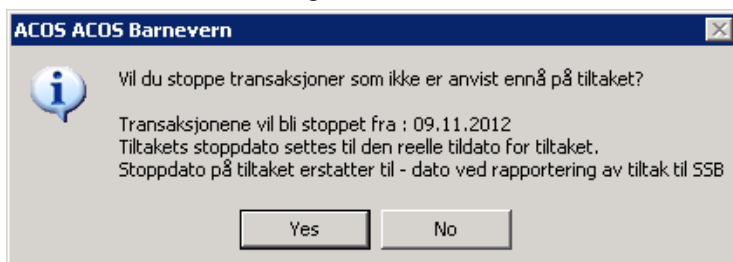 ACOS ACOS Barnevern
Vil du stoppe transaksjoner som ikke er anvist ennå på tiltaket?
Transaksjonene vil bli stoppet fra : 09.11.2012
Tiltakets stoppdato settes til den reelle tildato for tiltaket.
Stoppdato på tiltaket erstatter til - dato ved rapportering av tiltak til SSB
Yes No